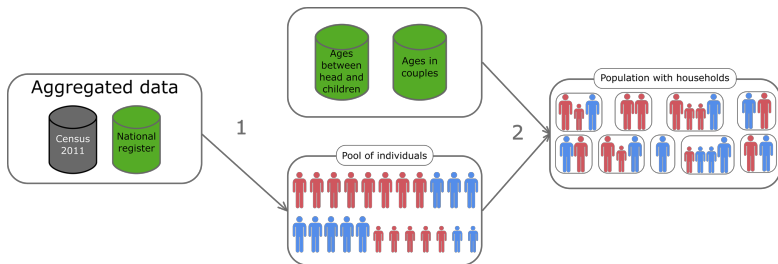 Aggregated data
Census
2011
National
register
1
Ages
between
head and
children
Ages in
couples
Pool of individuals
2
Population with households